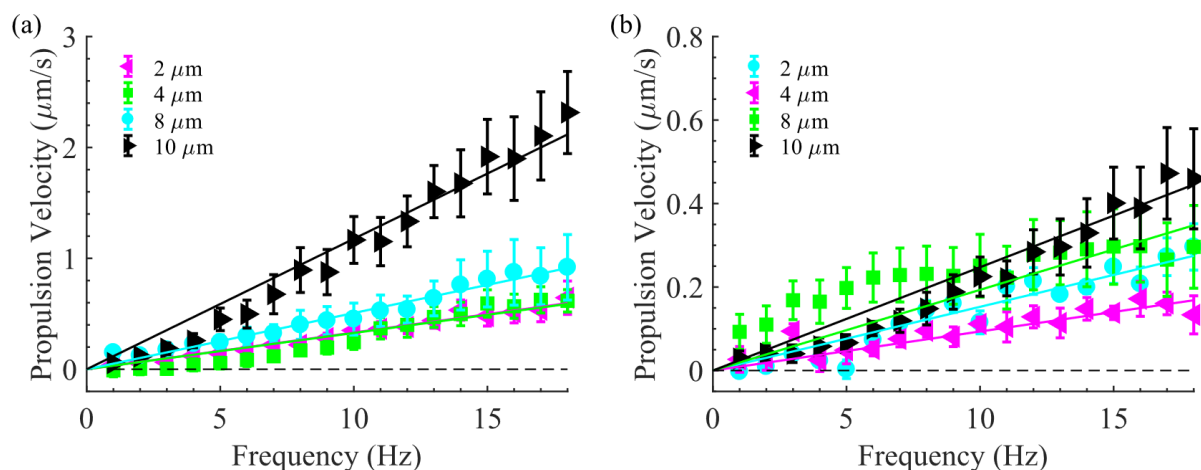 (a)
Propulsion Velocity (μm/s)
3
2
1
0
2 μm
4 μm
8 μm
10 μm
0 5 10 15
Frequency (Hz)
(b)
Propulsion Velocity (μm/s)
0.8
0.6
0.4
0.2
0
2 μm
4 μm
8 μm
10 μm
0 5 10 15
Frequency (Hz)